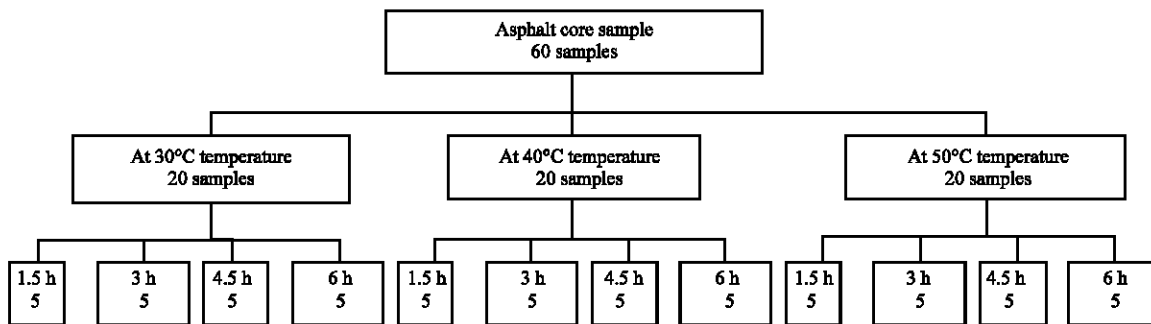 Asphalt core sample
60 samples
At 30°C temperature
20 samples
At 40°C temperature
20 samples
At 50°C temperature
20 samples
1.5 h
5
3 h
5
4.5 h
5
6 h
5
1.5 h
5
3 h
5
4.5 h
5
6 h
5
1.5 h
5
3 h
5
4.5 h
5
6 h
5